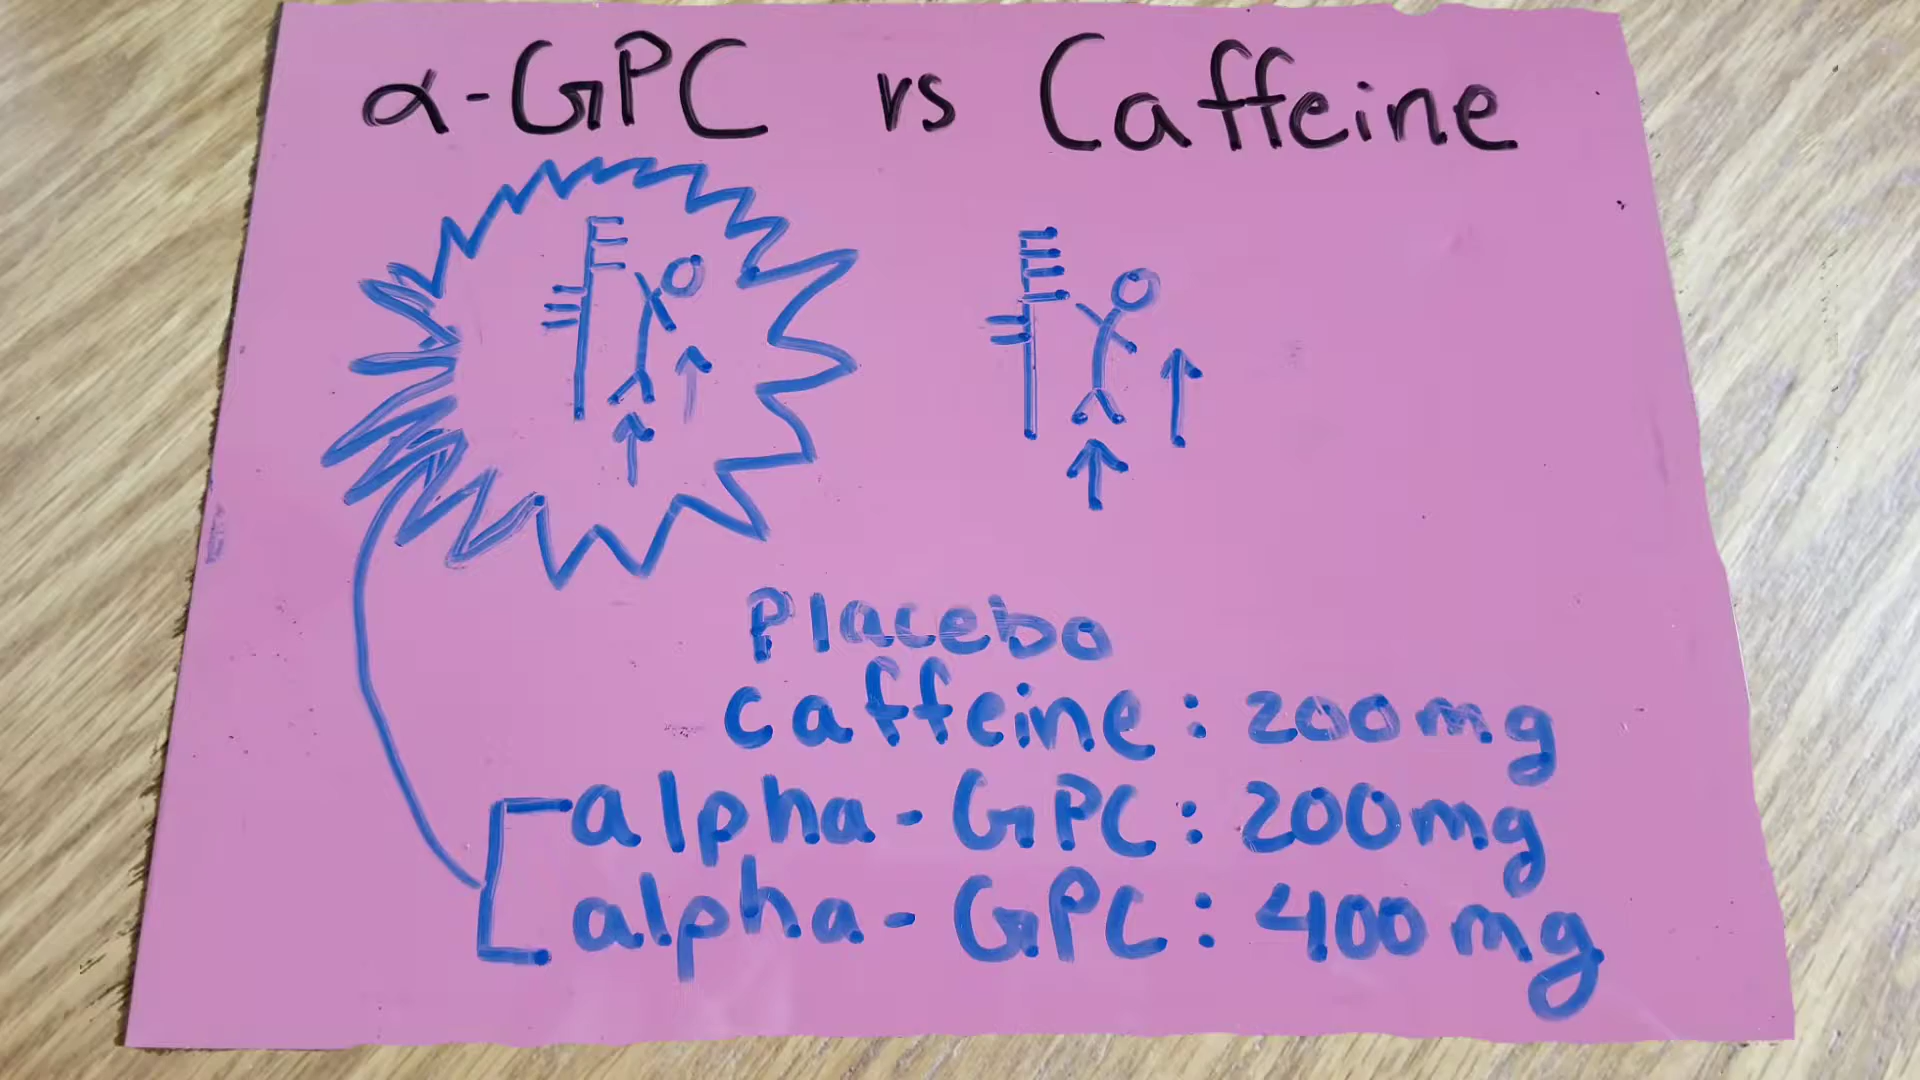 α-GPC vs Caffeine
Placebo
caffeine: 200mg
alpha-GPC: 200mg
alpha-GPC: 400mg